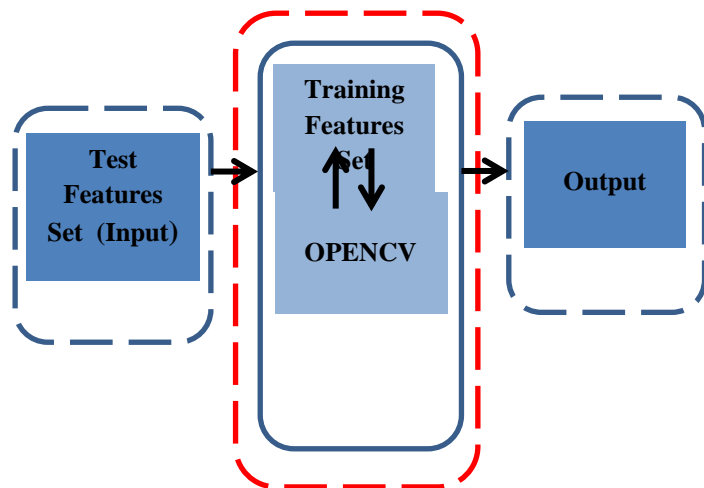 Test
Features
Set (Input)
Training
Features
Set
OPENCV
Output